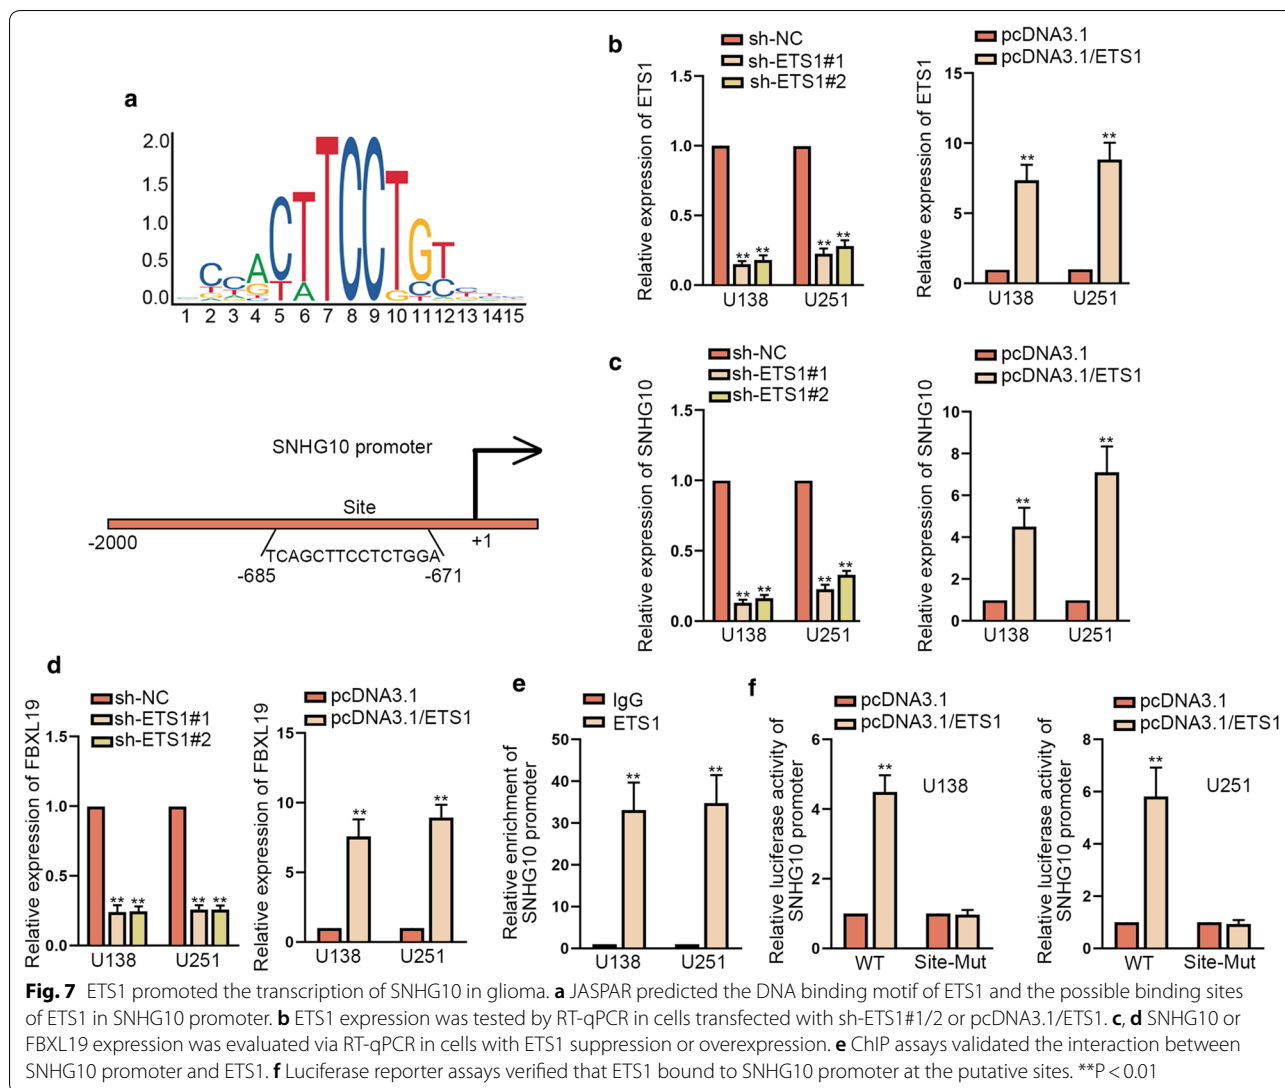 a
2.0
1.5
1.0
0.5
0.0
1 2 3 4 5 6 7 8 9 10 11 12 13 14 15
SNHG10 promoter
Site
-2000
+1
TCAGCTTCCTCTGGA
-685
-671
b
sh-NC
sh-ETS1#1
sh-ETS1#2
Relative expression of ETS1
1.5
1.0
0.5
0.0
** ** ** **
U138 U251
pcDNA3.1
pcDNA3.1/ETS1
Relative expression of ETS1
15
10
5
0
** **
U138 U251
c
sh-NC
sh-ETS1#1
sh-ETS1#2
Relative expression of SNHG10
1.5
1.0
0.5
0.0
** ** ** **
U138 U251
pcDNA3.1
pcDNA3.1/ETS1
Relative expression of SNHG10
10
8
6
4
2
0
** **
U138 U251
d
sh-NC
sh-ETS1#1
sh-ETS1#2
Relative expression of FBXL19
1.5
1.0
0.5
0.0
** ** ** **
U138 U251
pcDNA3.1
pcDNA3.1/ETS1
Relative expression of FBXL19
15
10
5
0
** **
U138 U251
e
IgG
ETS1
Relative enrichment of
SNHG10 promoter
50
40
30
20
10
0
** **
U138 U251
f
pcDNA3.1
pcDNA3.1/ETS1
Relative luciferase activity of
SNHG10 promoter
6
4
2
0
**
U138
WT Site-Mut
pcDNA3.1
pcDNA3.1/ETS1
Relative luciferase activity of
SNHG10 promoter
8
6
4
2
0
**
U251
WT Site-Mut
Fig. 7 ETS1 promoted the transcription of SNHG10 in glioma. a JASPAR predicted the DNA binding motif of ETS1 and the possible binding sites
of ETS1 in SNHG10 promoter. b ETS1 expression was tested by RT-qPCR in cells transfected with sh-ETS1#1/2 or pcDNA3.1/ETS1. c, d SNHG10 or
FBXL19 expression was evaluated via RT-qPCR in cells with ETS1 suppression or overexpression. e ChIP assays validated the interaction between
SNHG10 promoter and ETS1. f Luciferase reporter assays verified that ETS1 bound to SNHG10 promoter at the putative sites. **P < 0.01